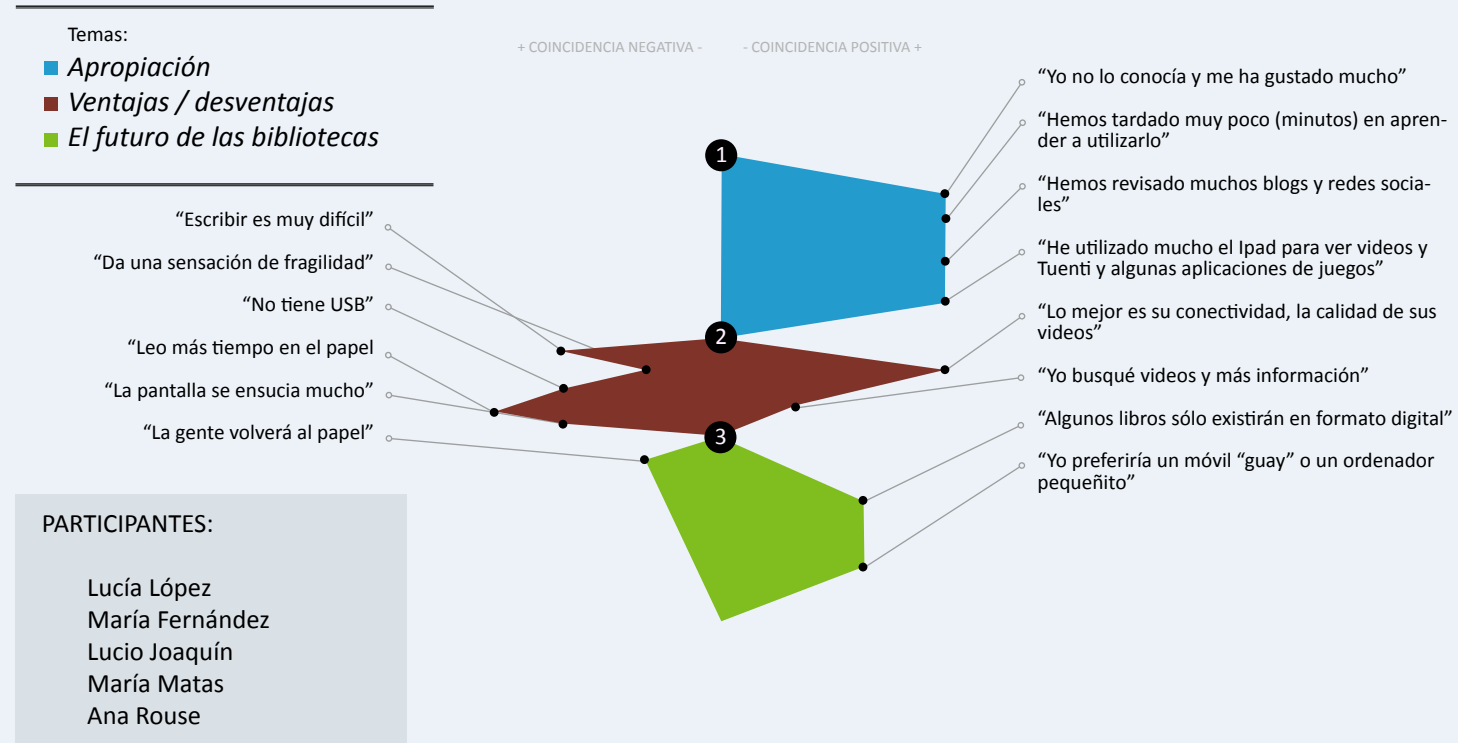 Temas:
Apropiación
Ventajas / desventajas
El futuro de las bibliotecas
+ COINCIDENCIA NEGATIVA -
- COINCIDENCIA POSITIVA +
1
2
3
“Escribir es muy difícil”
“Da una sensación de fragilidad”
“No tiene USB”
“Leo más tiempo en el papel
“La pantalla se ensucia mucho”
“La gente volverá al papel”
“Yo no lo conocía y me ha gustado mucho”
“Hemos tardado muy poco (minutos) en apren-
der a utilizarlo”
“Hemos revisado muchos blogs y redes socia-
les”
“He utilizado mucho el Ipad para ver videos y
Tuenti y algunas aplicaciones de juegos”
“Lo mejor es su conectividad, la calidad de sus
videos”
“Yo busqué videos y más información”
“Algunos libros sólo existirán en formato digital”
“Yo preferiría un móvil “guay” o un ordenador
pequeñito”
PARTICIPANTES:
Lucía López
María Fernández
Lucio Joaquín
María Matas
Ana Rouse